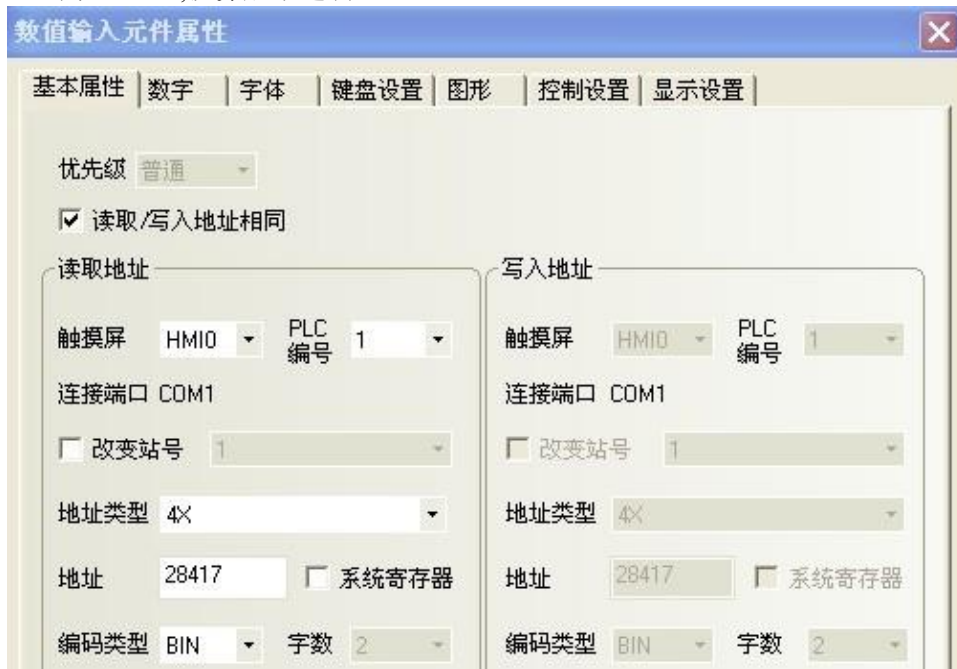 数值输入元件属性
基本属性 数字 字体 键盘设置 图形 控制设置 显示设置
优先级 普通
读取/写入地址相同
读取地址
触摸屏 HMI0 PLC编号 1
连接端口 COM1
改变站号 1
地址类型 4X
地址 28417 系统寄存器
编码类型 BIN 字数 2
写入地址
触摸屏 HMI0 PLC编号 1
连接端口 COM1
改变站号 1
地址类型 4X
地址 28417 系统寄存器
编码类型 BIN 字数 2